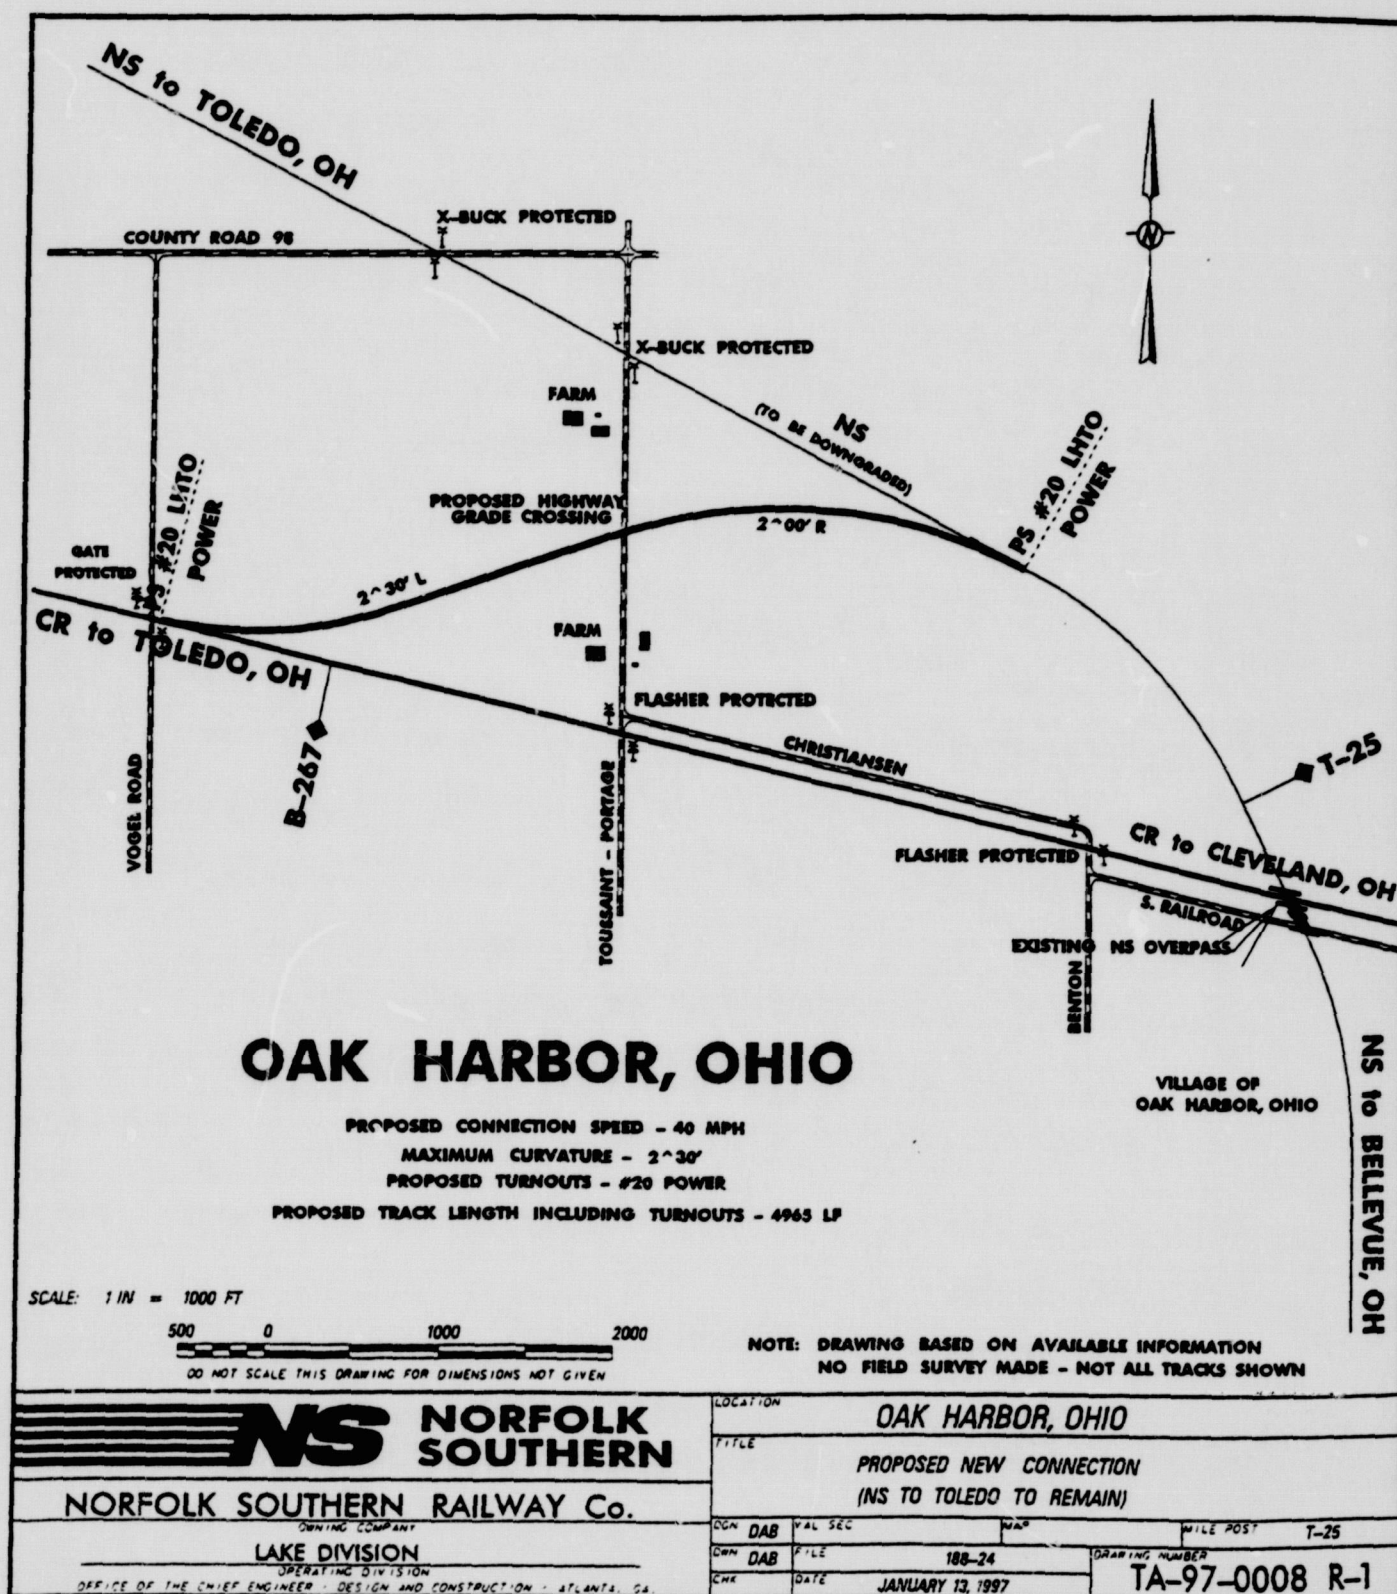 NS to TOLEDO, OH
X-BUCK PROTECTED
COUNTY ROAD 98
N
X-BUCK PROTECTED
FARM
NS
(TO BE DOWNGRADED)
PS #20 LHTO
POWER
PS #20 LHTO
POWER
PROPOSED HIGHWAY
GRADE CROSSING
2^00' R
GATE
PROTECTED
2^30' L
CR to TOLEDO, OH
FARM
FLASHER PROTECTED
CHRISTIANSEN
B-267
T-25
VOGEL ROAD
TOUSSAINT - PORTAGE
FLASHER PROTECTED
CR to CLEVELAND, OH
S. RAILROAD
EXISTING NS OVERPASS
BENTON
OAK HARBOR, OHIO
VILLAGE OF
OAK HARBOR, OHIO
NS to BELLEVUE, OH
PROPOSED CONNECTION SPEED - 40 MPH
MAXIMUM CURVATURE - 2^30'
PROPOSED TURNOUTS - #20 POWER
PROPOSED TRACK LENGTH INCLUDING TURNOUTS - 4965 LF
SCALE: 1 IN = 1000 FT
500 0 1000 2000
DO NOT SCALE THIS DRAWING FOR DIMENSIONS NOT GIVEN
NOTE: DRAWING BASED ON AVAILABLE INFORMATION
NO FIELD SURVEY MADE - NOT ALL TRACKS SHOWN
NS NORFOLK
SOUTHERN
NORFOLK SOUTHERN RAILWAY Co.
OWNING COMPANY
LAKE DIVISION
OPERATING DIVISION
OFFICE OF THE CHIEF ENGINEER - DESIGN AND CONSTRUCTION - ATLANTA, GA.
LOCATION
OAK HARBOR, OHIO
TITLE
PROPOSED NEW CONNECTION
(NS TO TOLEDO TO REMAIN)
DGN DAB VAL SEC MAP MILE POST T-25
DWN DAB FILE 188-24 DRAWING NUMBER
CHK DATE JANUARY 13, 1997 TA-97-0008 R-1